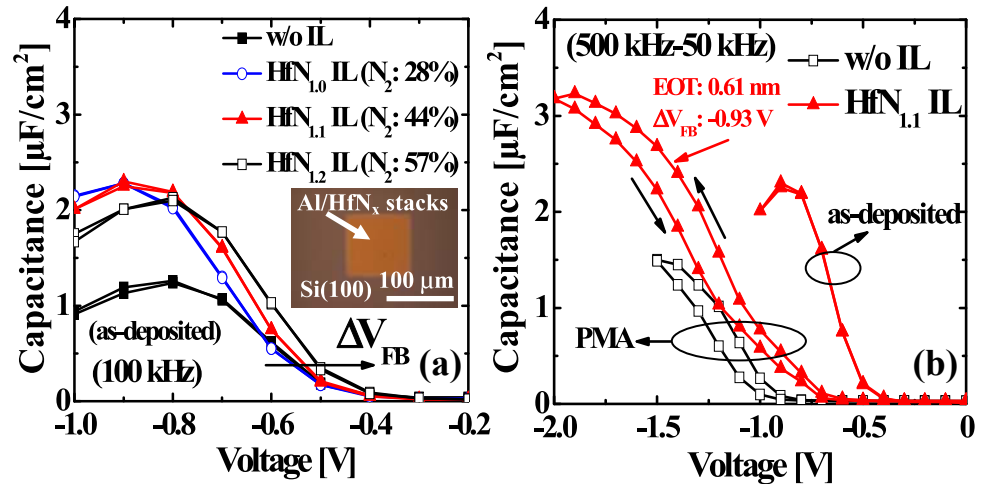 4
3
2
1
0
Capacitance [µF/cm²]
w/o IL
HfN₁.₀ IL (N₂: 28%)
HfN₁.₁ IL (N₂: 44%)
HfN₁.₂ IL (N₂: 57%)
Al/HfNₓ stacks
Si(100)
100 µm
(as-deposited)
(100 kHz)
ΔV_FB
(a)
-1.0 -0.8 -0.6 -0.4 -0.2
Voltage [V]
4
3
2
1
0
Capacitance [µF/cm²]
(500 kHz-50 kHz)
w/o IL
HfN₁.₁ IL
EOT: 0.61 nm
ΔV_FB: -0.93 V
as-deposited
PMA
(b)
-2.0 -1.5 -1.0 -0.5 0
Voltage [V]